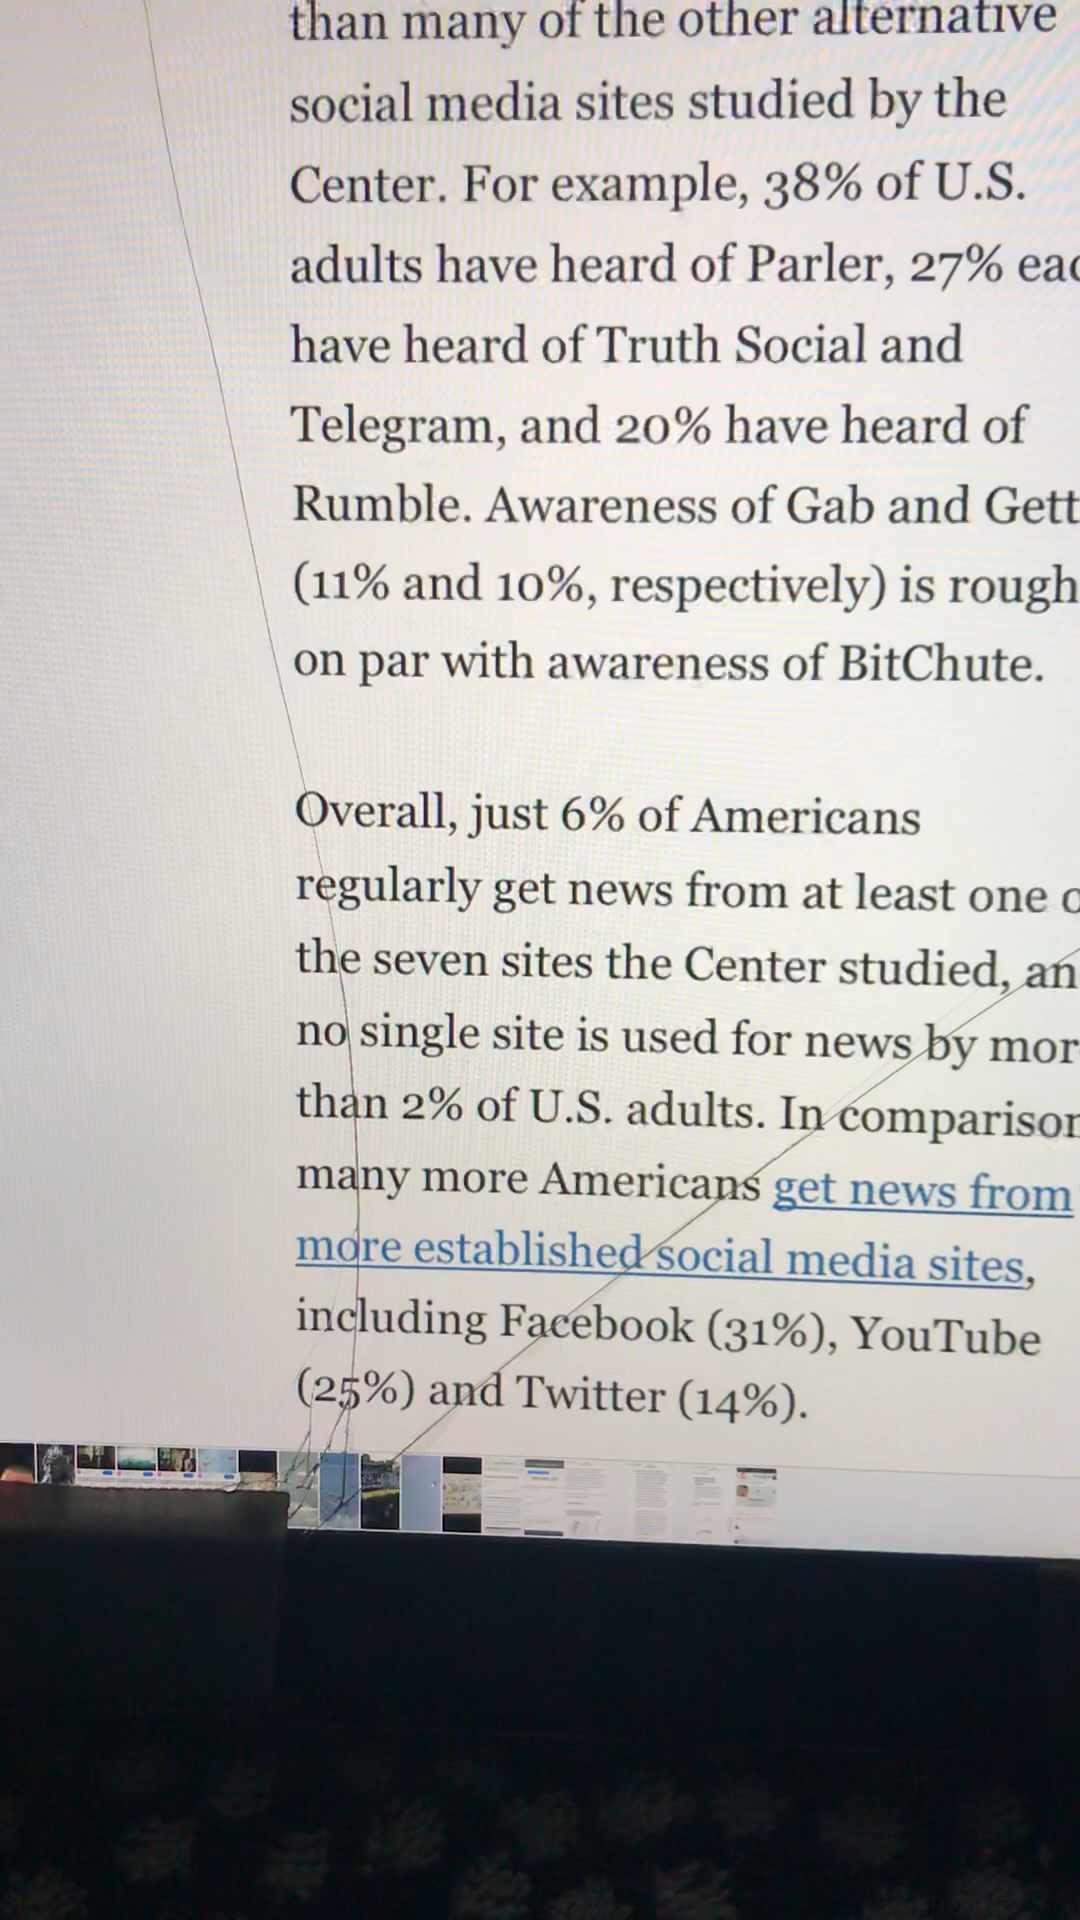 than many of the other alternative
social media sites studied by the
Center. For example, 38% of U.S.
adults have heard of Parler, 27% eac
have heard of Truth Social and
Telegram, and 20% have heard of
Rumble. Awareness of Gab and Gett
(11% and 10%, respectively) is rough
on par with awareness of BitChute.
Overall, just 6% of Americans
regularly get news from at least one o
the seven sites the Center studied, an
no single site is used for news by mor
than 2% of U.S. adults. In comparison
many more Americans get news from
more established social media sites,
including Facebook (31%), YouTube
(25%) and Twitter (14%).